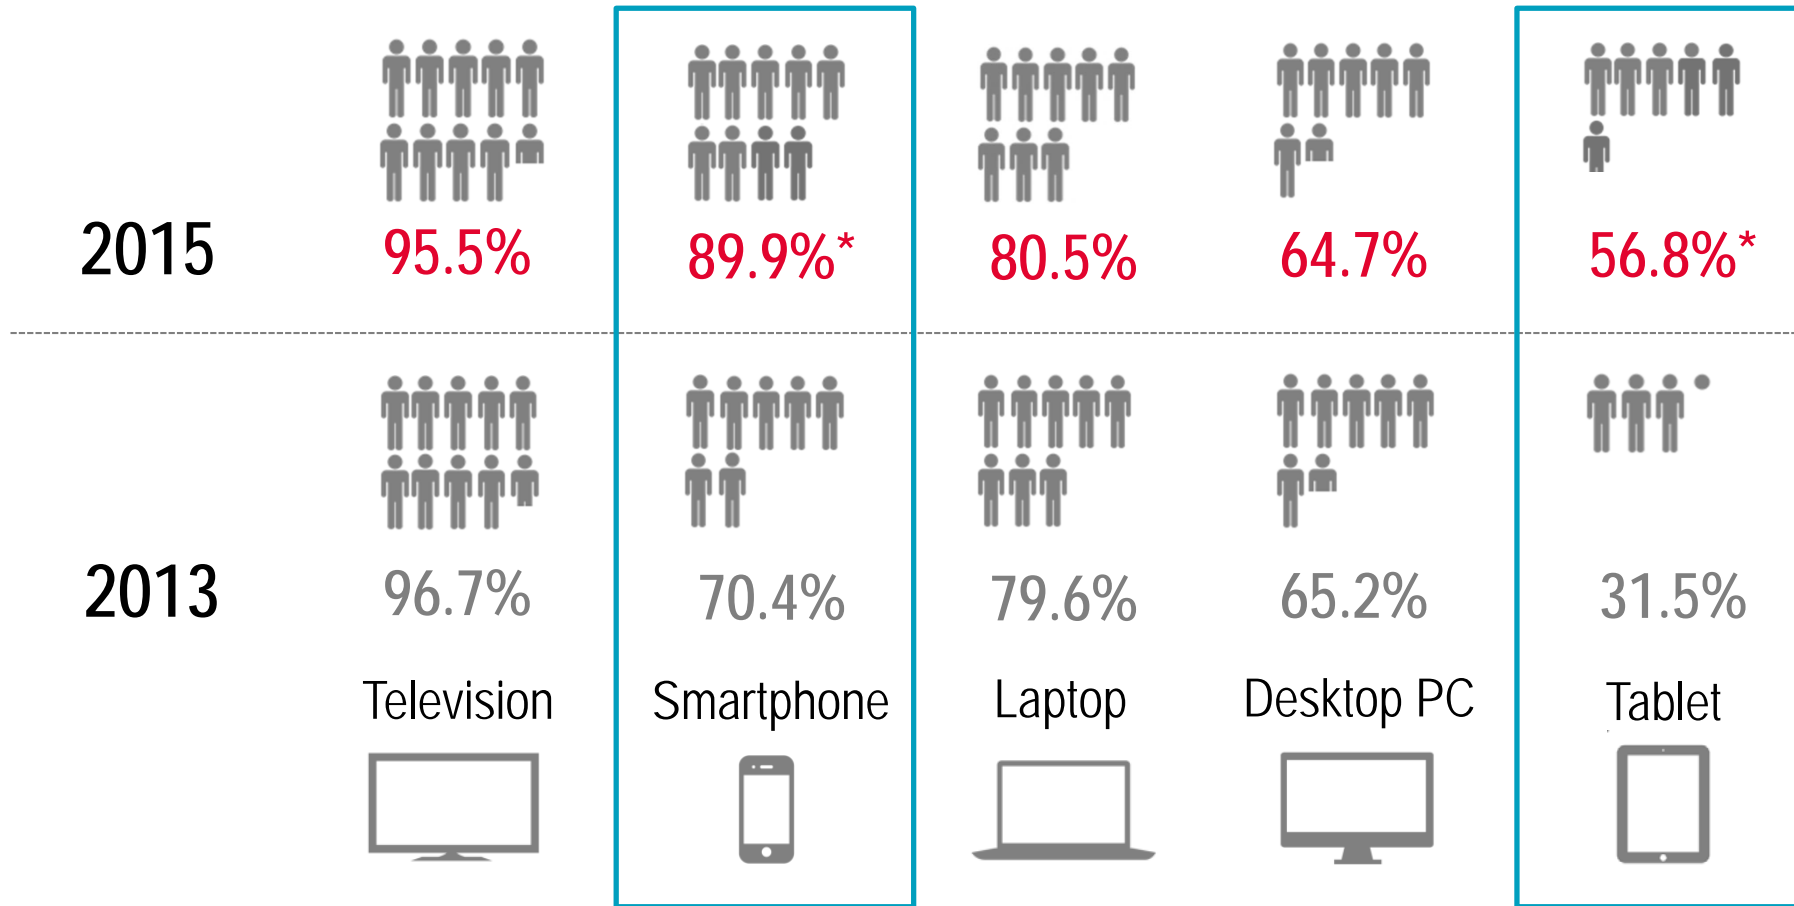 2015 95.5% 89.9%* 80.5% 64.7% 56.8%*
2013 96.7% 70.4% 79.6% 65.2% 31.5%
Television Smartphone Laptop Desktop PC Tablet